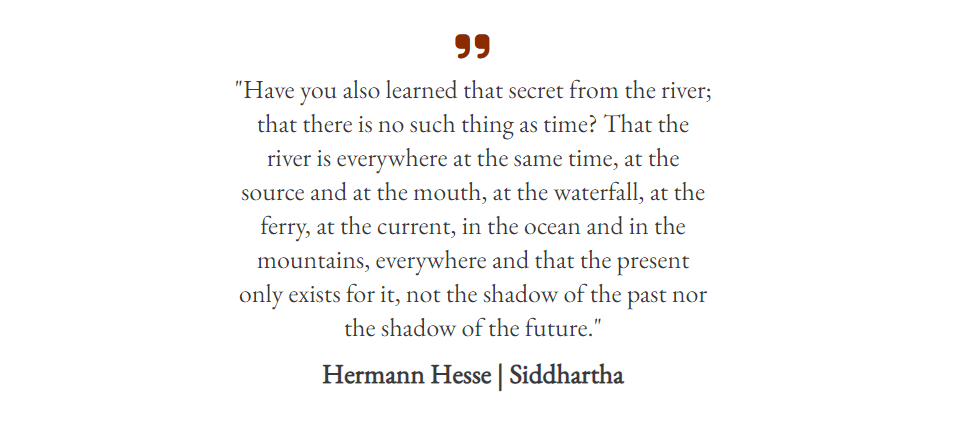 "Have you also learned that secret from the river;
that there is no such thing as time? That the
river is everywhere at the same time, at the
source and at the mouth, at the waterfall, at the
ferry, at the current, in the ocean and in the
mountains, everywhere and that the present
only exists for it, not the shadow of the past nor
the shadow of the future."
Hermann Hesse | Siddhartha